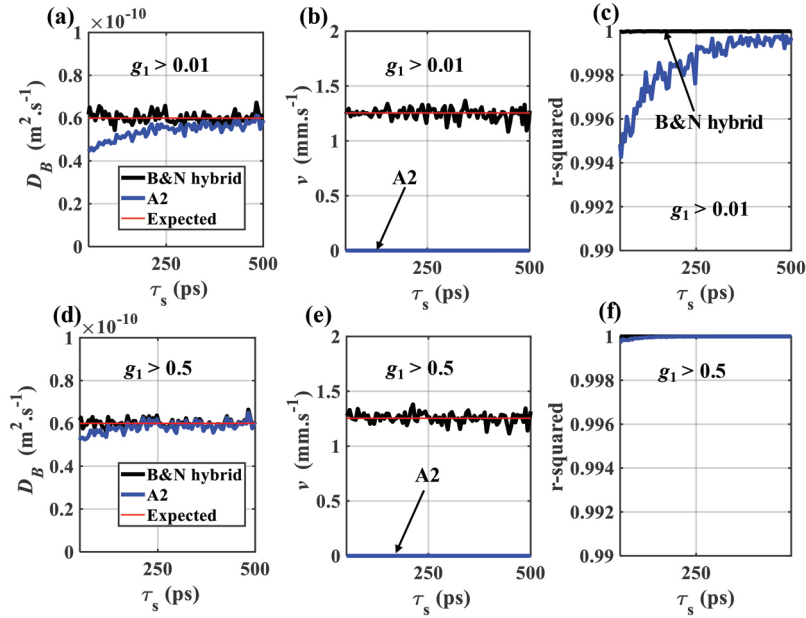 (a)
×10⁻¹⁰
1
0.8
0.6
0.4
0.2
0
D_B (m².s⁻¹)
g₁ > 0.01
B&N hybrid
A2
Expected
250
500
τ_s (ps)
(b)
2
1.5
1
0.5
0
v (mm.s⁻¹)
g₁ > 0.01
A2
250
500
τ_s (ps)
(c)
1
0.998
0.996
0.994
0.992
0.99
r-squared
B&N hybrid
g₁ > 0.01
250
500
τ_s (ps)
(d)
×10⁻¹⁰
1
0.8
0.6
0.4
0.2
0
D_B (m².s⁻¹)
g₁ > 0.5
B&N hybrid
A2
Expected
250
500
τ_s (ps)
(e)
2
1.5
1
0.5
0
v (mm.s⁻¹)
g₁ > 0.5
A2
250
500
τ_s (ps)
(f)
1
0.998
0.996
0.994
0.992
0.99
r-squared
g₁ > 0.5
250
500
τ_s (ps)